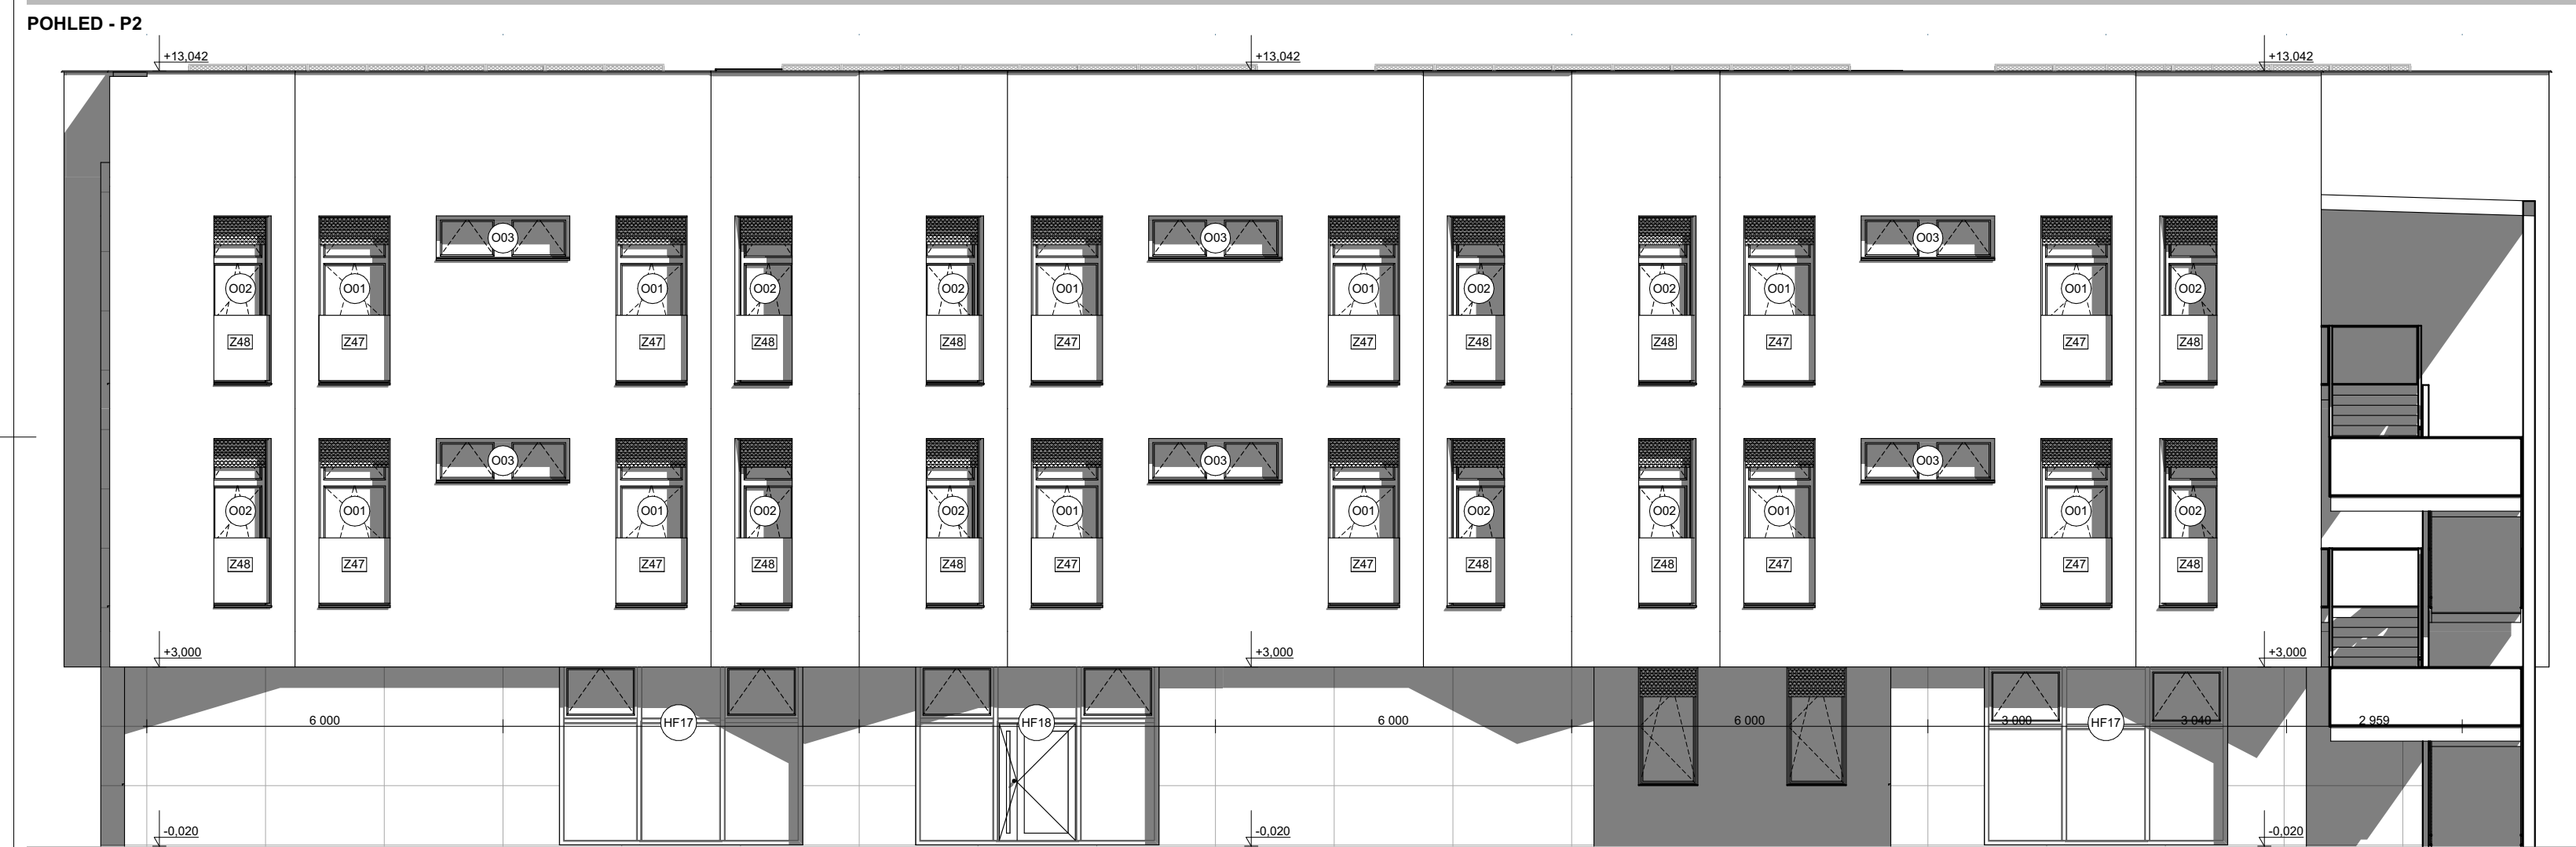 POHLED - P2
+13,042 +13,042 +13,042
O03 O03 O03
O02 O01 O01 O02 O02 O01 O01 O02 O02 O01 O01 O02
Z48 Z47 Z47 Z48 Z48 Z47 Z47 Z48 Z48 Z47 Z47 Z48
O03 O03 O03
O02 O01 O01 O02 O02 O01 O01 O02 O02 O01 O01 O02
Z48 Z47 Z47 Z48 Z48 Z47 Z47 Z48 Z48 Z47 Z47 Z48
+3,000 +3,000 +3,000
6 000 HF17 HF18 6 000 6 000 3 000 HF17 3 040 2 959
-0,020 -0,020 -0,020